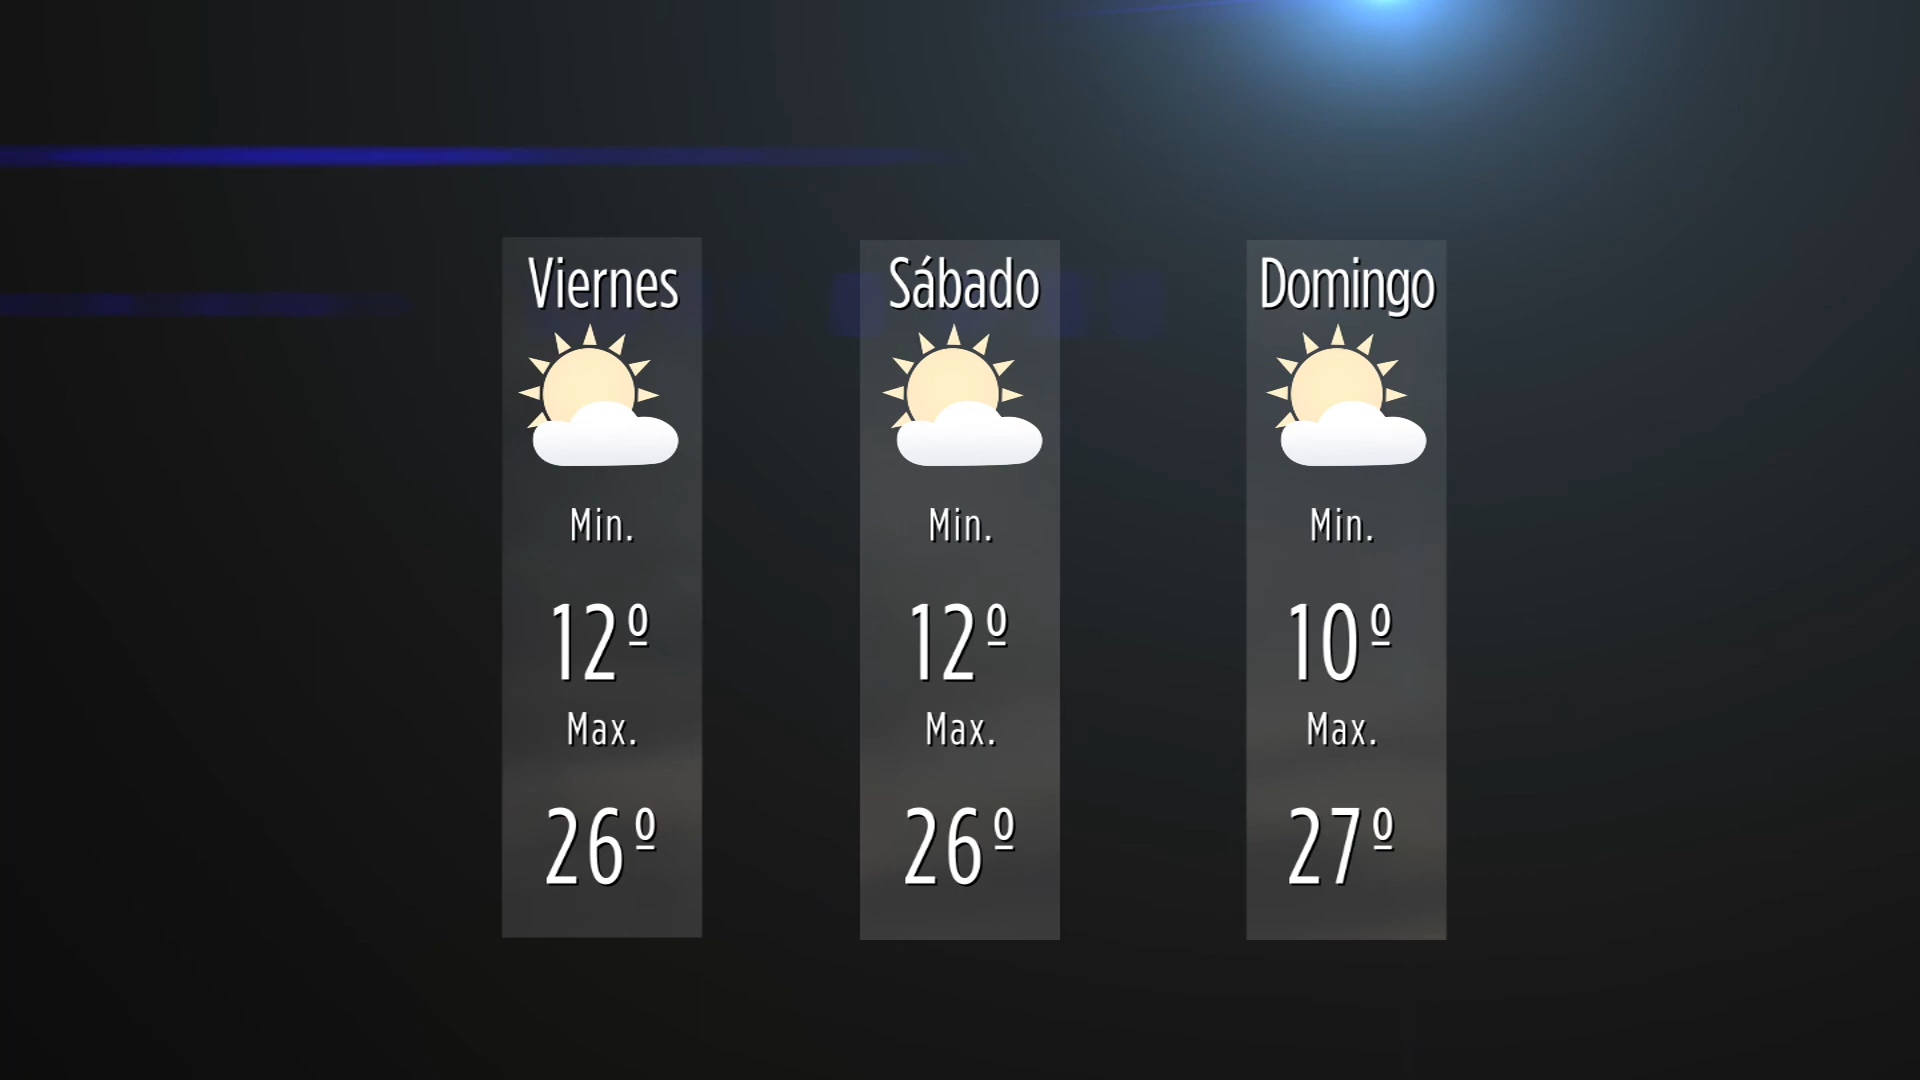 Viernes
Min.
12º
Max.
26º
Sábado
Min.
12º
Max.
26º
Domingo
Min.
10º
Max.
27º